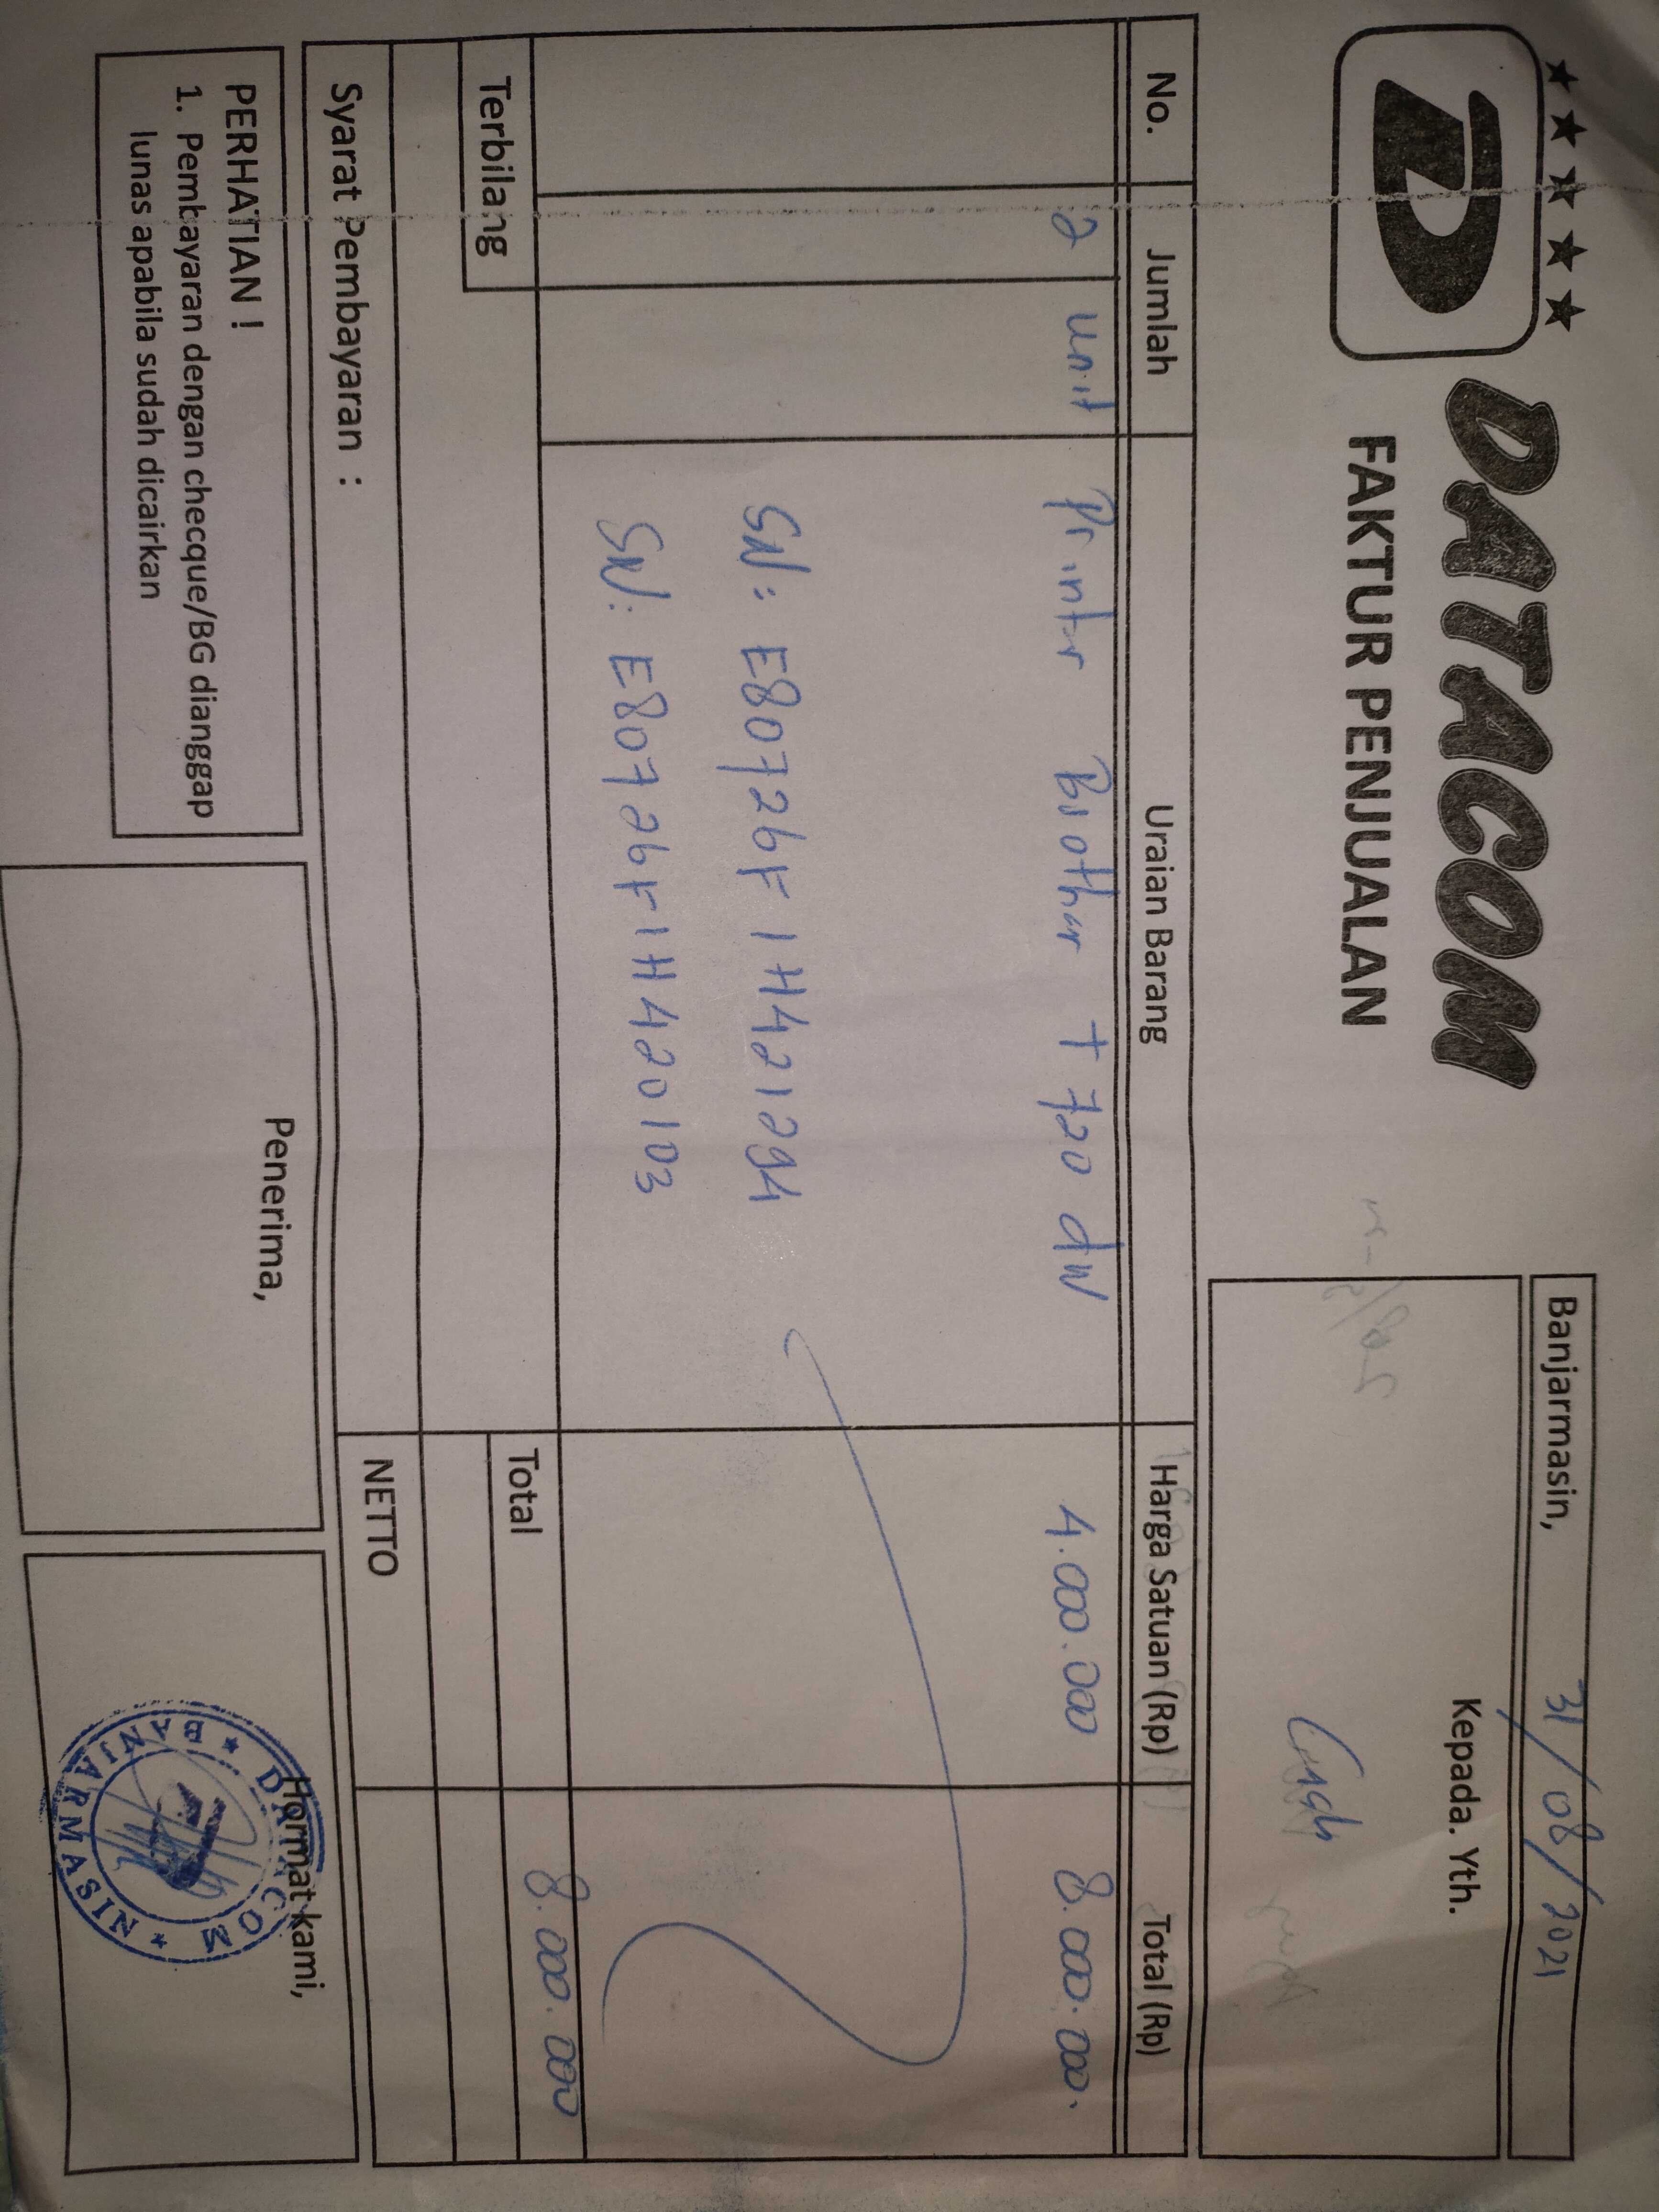 DATACOM
FAKTUR PENJUALAN
Banjarmasin, 31/08/2021
Kepada. Yth.
Cash
No. Jumlah Uraian Barang Harga Satuan (Rp) Total (Rp)
2 unit Printer Brother T 720 dw 4.000.000 8.000.000.
SN: E80726F1H421294
SN: E80726F1H420103
Terbilang Total 8.000.000
Syarat Pembayaran : NETTO
PERHATIAN !
1. Pembayaran dengan checque/BG dianggap
lunas apabila sudah dicairkan
Penerima,
Hormat kami,
DATACOM
* BANJARMASIN *